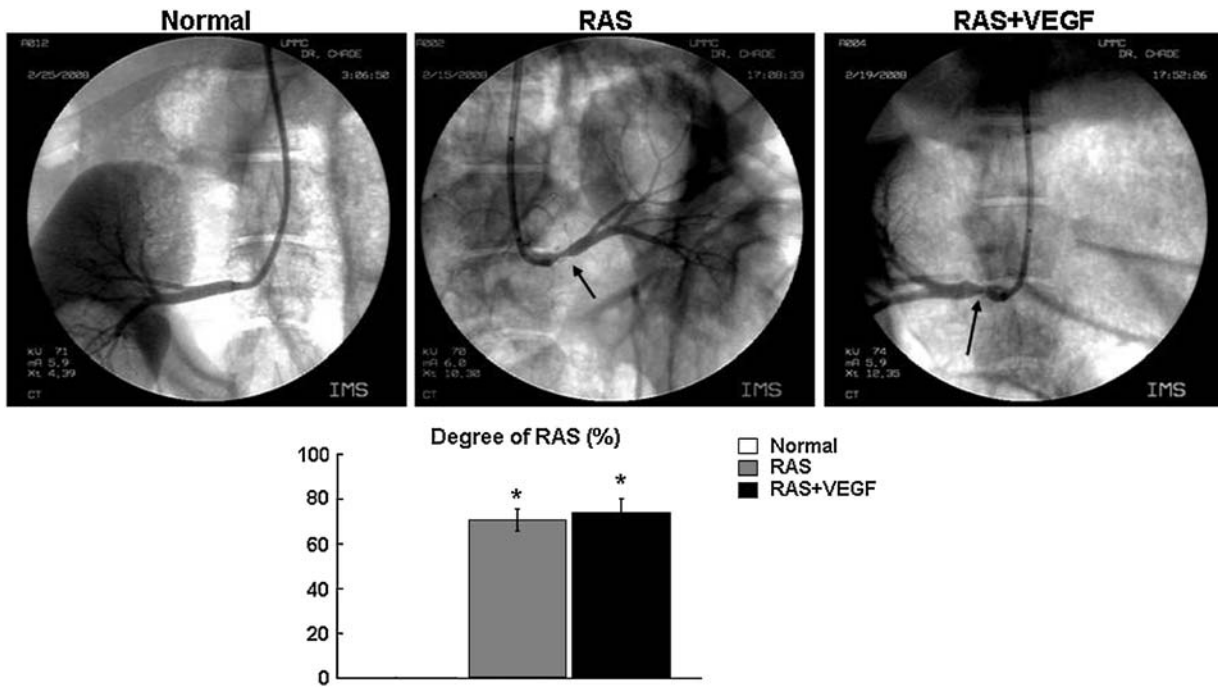 Normal
RAS
RAS+VEGF
A012
UMMC
DR, CHADE
2/25/2008
3:06:50
kV 71
mA 5.9
Xt 4.39
CT
IMS
A002
UMMC
DR, CHADE
2/15/2008
17:08:33
kV 70
mA 6.0
Xt 10.30
CT
IMS
A004
UMMC
DR, CHADE
2/19/2008
17:52:26
kV 74
mA 5.9
Xt 12.35
CT
IMS
Degree of RAS (%)
100
80
60
40
20
0
*
*
Normal
RAS
RAS+VEGF